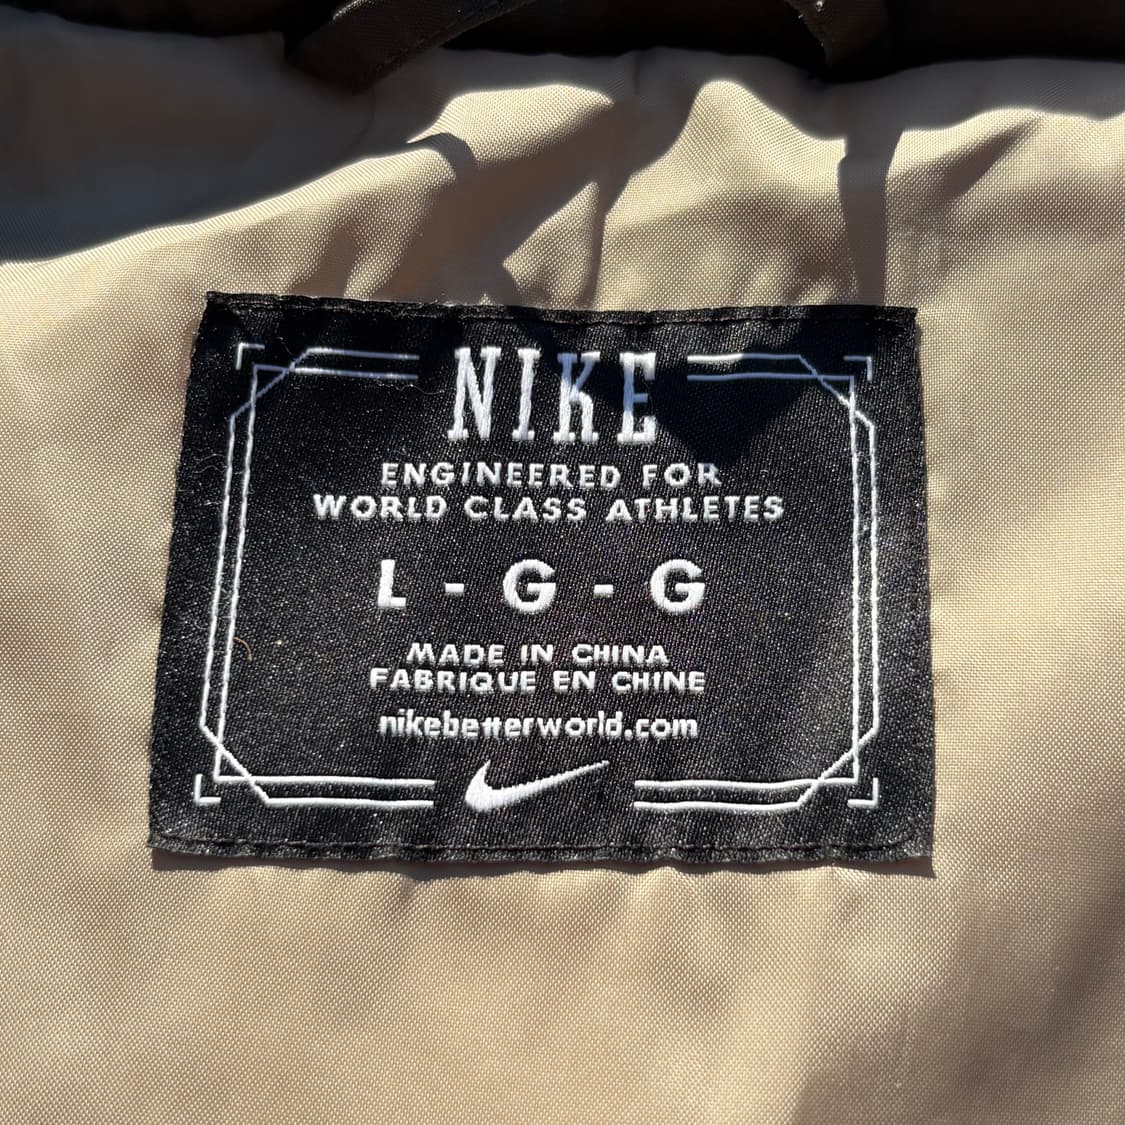 NIKE
ENGINEERED FOR
WORLD CLASS ATHLETES
L - G - G
MADE IN CHINA
FABRIQUE EN CHINE
nikebetterworld.com